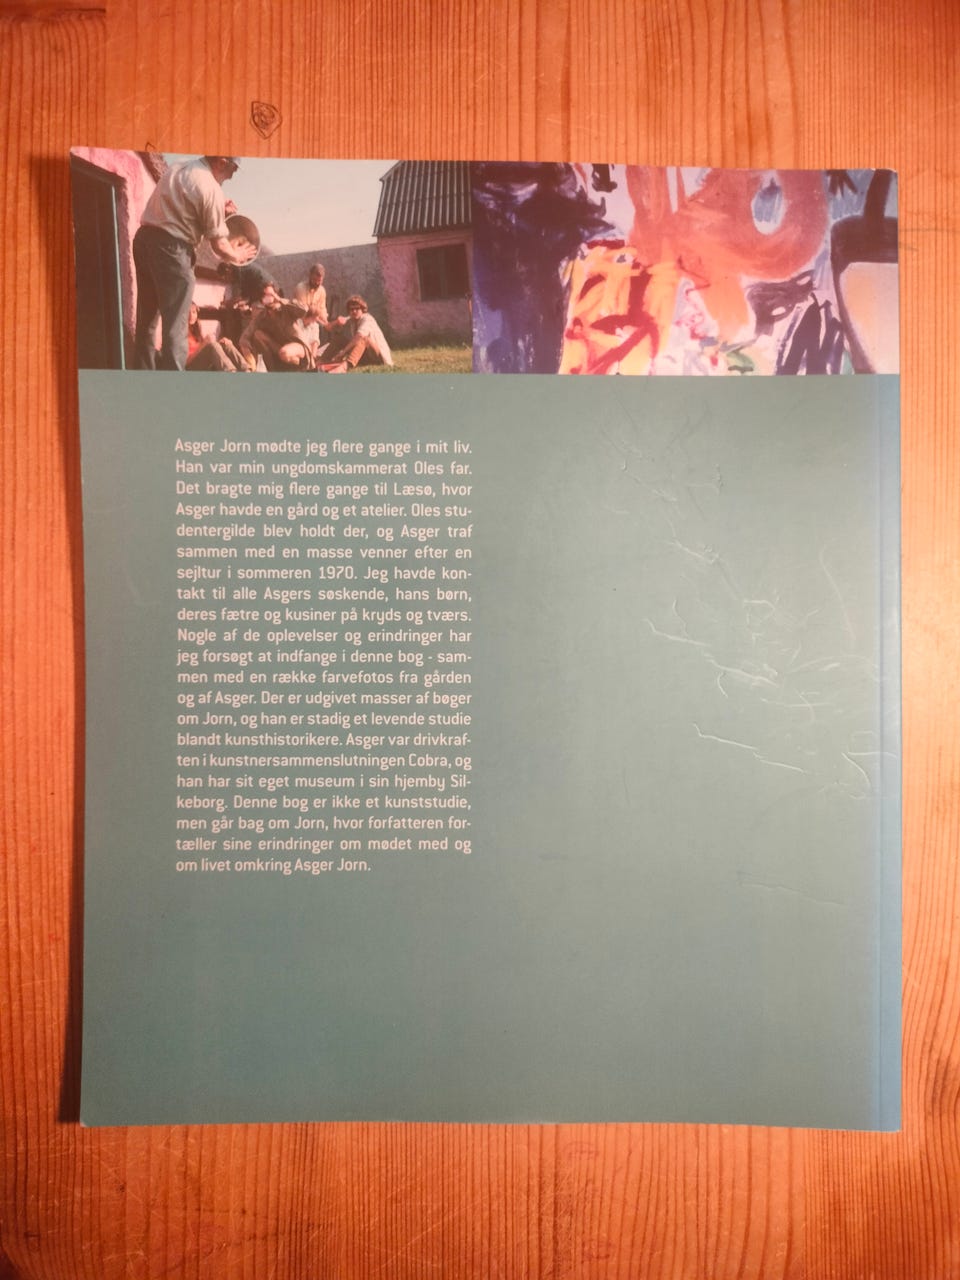 Asger Jorn mødte jeg flere gange i mit liv.
Han var min ungdomskammerat Oles far.
Det bragte mig flere gange til Læsø, hvor
Asger havde en gård og et atelier. Oles stu-
dentergilde blev holdt der, og Asger traf
sammen med en masse venner efter en
sejltur i sommeren 1970. Jeg havde kon-
takt til alle Asgers søskende, hans børn,
deres fætre og kusiner på kryds og tværs.
Nogle af de oplevelser og erindringer har
jeg forsøgt at indfange i denne bog - sam-
men med en række farvefotos fra gården
og af Asger. Der er udgivet masser af bøger
om Jorn, og han er stadig et levende studie
blandt kunsthistorikere. Asger var drivkraf-
ten i kunstnersammenslutningen Cobra, og
han har sit eget museum i sin hjemby Sil-
keborg. Denne bog er ikke et kunststudie,
men går bag om Jorn, hvor forfatteren for-
tæller sine erindringer om mødet med og
om livet omkring Asger Jorn.